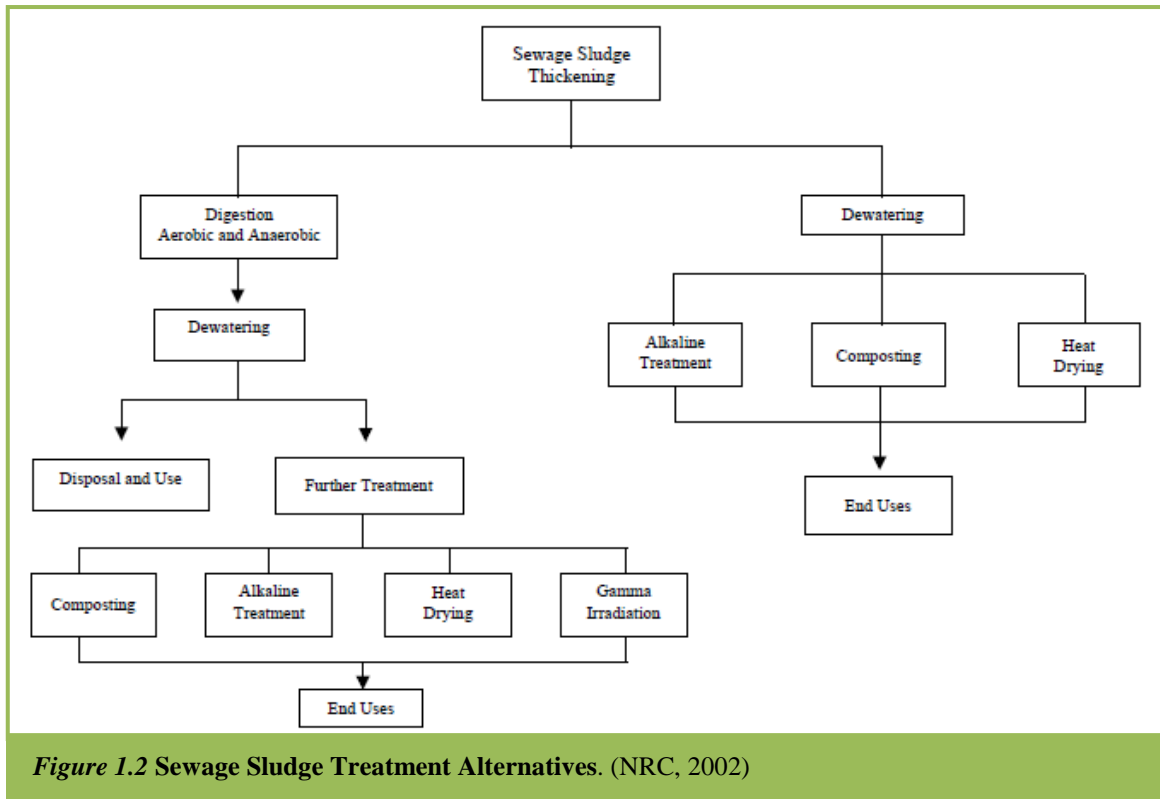 Sewage Sludge
Thickening
Digestion
Aerobic and Anaerobic
Dewatering
Dewatering
Alkaline
Treatment
Composting
Heat
Drying
Disposal and Use
Further Treatment
End Uses
Composting
Alkaline
Treatment
Heat
Drying
Gamma
Irradiation
End Uses
Figure 1.2 Sewage Sludge Treatment Alternatives. (NRC, 2002)